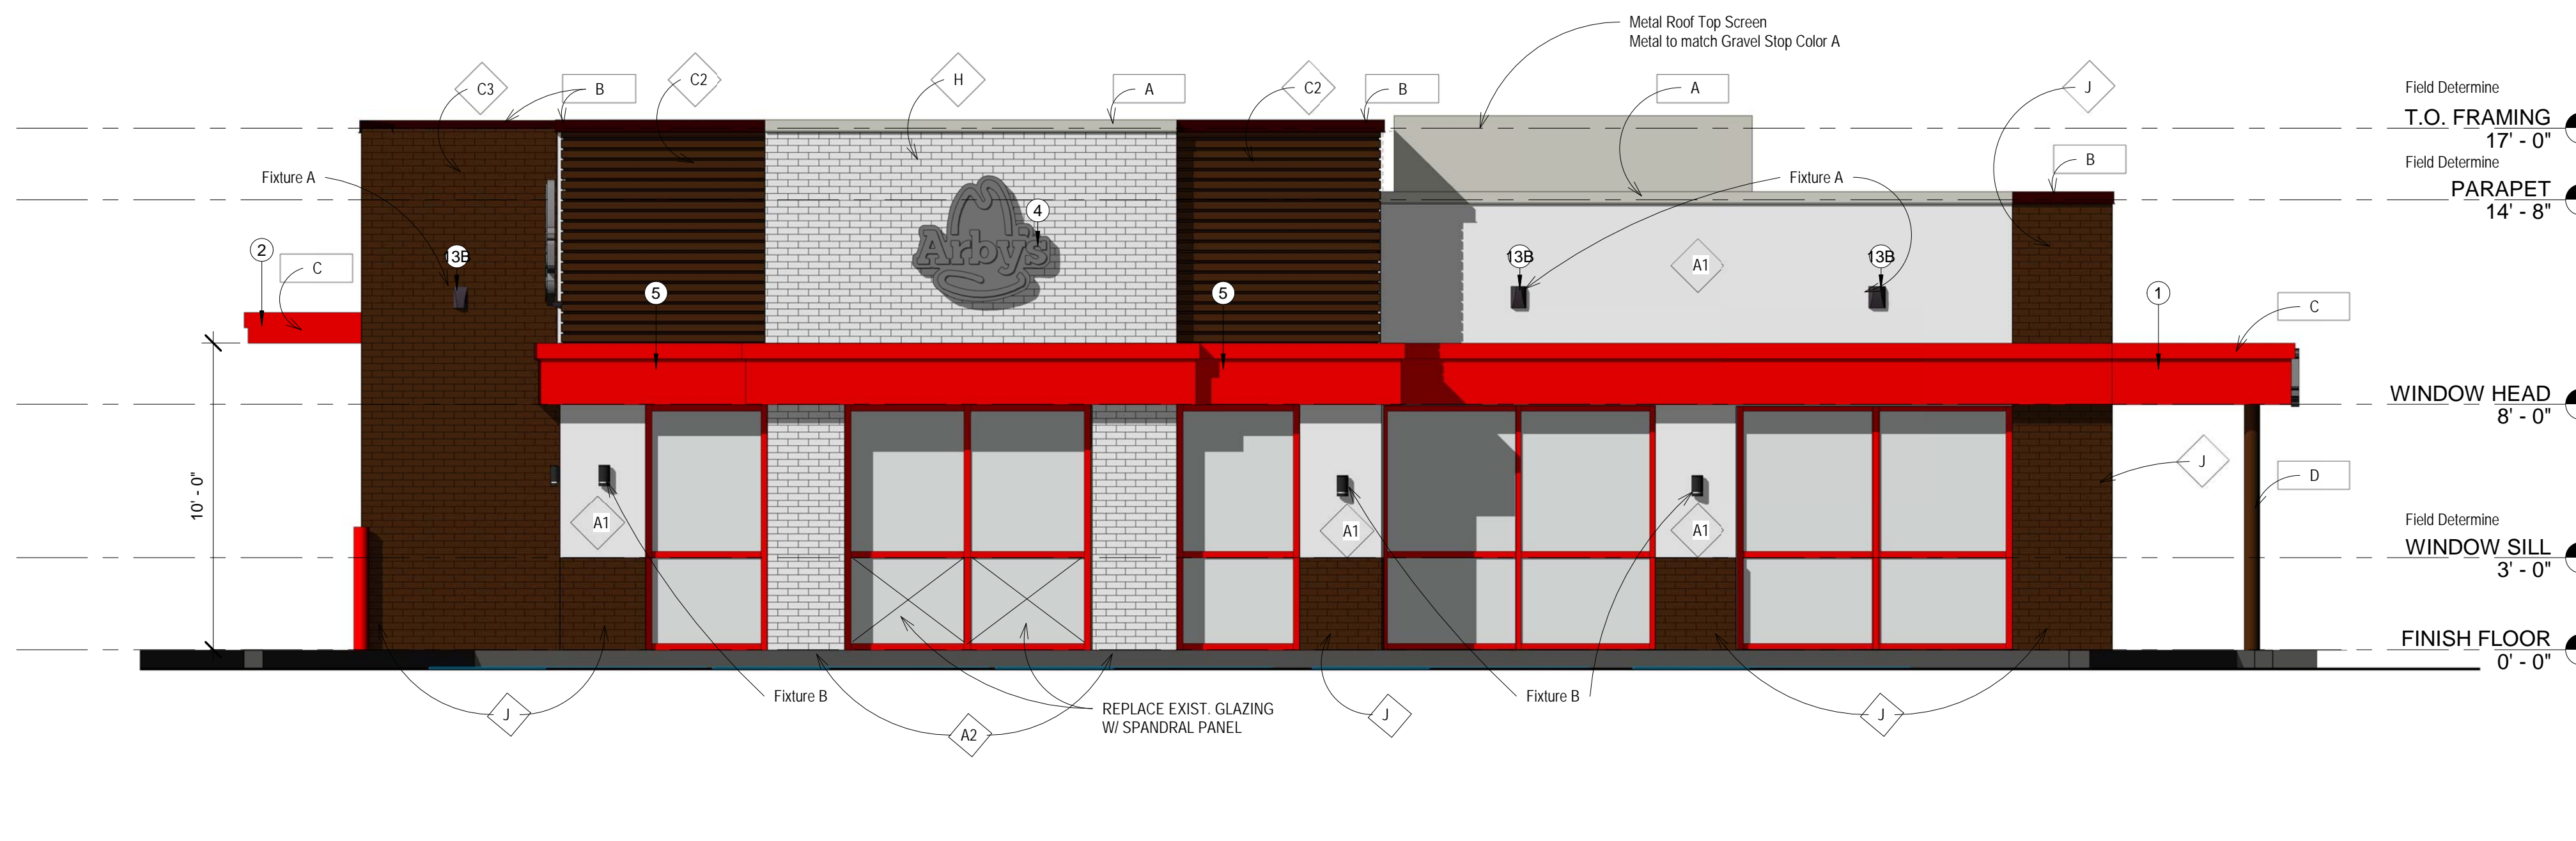 Metal Roof Top Screen
Metal to match Gravel Stop Color A
C3
B
C2
H
A
C2
B
A
J
Field Determine
T.O. FRAMING
17' - 0"
Field Determine
PARAPET
14' - 8"
B
Fixture A
Fixture A
4
Arby's
2
C
13B
13B
13B
A1
5
5
1
C
WINDOW HEAD
8' - 0"
10' - 0"
J
D
A1
A1
A1
Field Determine
WINDOW SILL
3' - 0"
FINISH FLOOR
0' - 0"
J
Fixture B
A2
REPLACE EXIST. GLAZING
W/ SPANDRAL PANEL
J
Fixture B
J